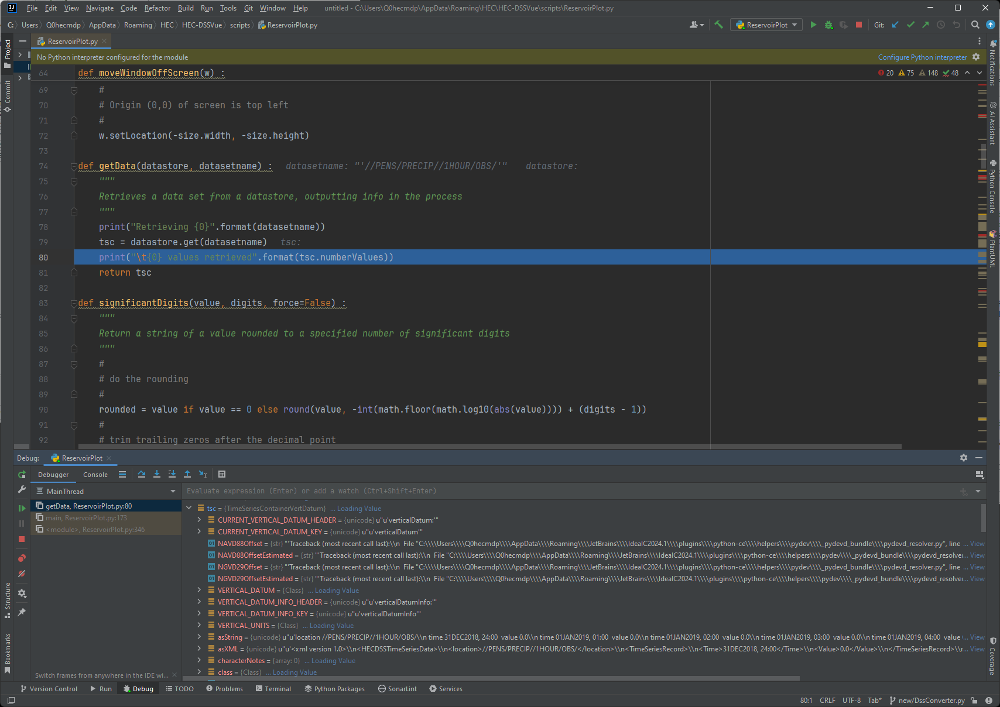 File Edit View Navigate Code Refactor Build Run Tools Git Window Help untitled - C:\Users\Q0hecmdp\AppData\Roaming\HEC\HEC-DSSVue\scripts\ReservoirPlot.py
C: Users Q0hecmdp AppData Roaming HEC HEC-DSSVue scripts ReservoirPlot.py ReservoirPlot Git:
Project
Commit
Structure
Bookmarks
ReservoirPlot.py
No Python interpreter configured for the module Configure Python interpreter
64 def moveWindowOffScreen(w) : 20 75 148 48
69 #
70 # Origin (0,0) of screen is top left
71 #
72 w.setLocation(-size.width, -size.height)
73
74 def getData(datastore, datasetname) : datasetname: "'//PENS/PRECIP//1HOUR/OBS/'" datastore:
75 """
76 Retrieves a data set from a datastore, outputting info in the process
77 """
78 print("Retrieving {0}".format(datasetname))
79 tsc = datastore.get(datasetname) tsc:
80 print("\t{0} values retrieved".format(tsc.numberValues))
81 return tsc
82
83 def significantDigits(value, digits, force=False) :
84 """
85 Return a string of a value rounded to a specified number of significant digits
86 """
87 #
88 # do the rounding
89 #
90 rounded = value if value == 0 else round(value, -int(math.floor(math.log10(abs(value)))) + (digits - 1))
91 #
92 # trim trailing zeros after the decimal point
Notifications
AI Assistant
Python Console
PlantUML
Coverage
Debug: ReservoirPlot
Debugger Console
MainThread
Evaluate expression (Enter) or add a watch (Ctrl+Shift+Enter)
getData, ReservoirPlot.py:80
main, ReservoirPlot.py:173
<module>, ReservoirPlot.py:346
tsc = {TimeSeriesContainerVertDatum} ... Loading Value
CURRENT_VERTICAL_DATUM_HEADER = {unicode} u"u'verticalDatum:'"
CURRENT_VERTICAL_DATUM_KEY = {unicode} u"u'verticalDatum'"
NAVD88Offset = {str} "'Traceback (most recent call last):\\n  File "C:\\\\Users\\\\Q0hecmdp\\\\AppData\\\\Roaming\\\\JetBrains\\\\IdeaIC2024.1\\\\plugins\\\\python-ce\\\\helpers\\\\pydev\\\\_pydevd_bundle\\\\pydevd_resolver.py", line ... View
NAVD88OffsetEstimated = {str} "'Traceback (most recent call last):\\n  File "C:\\\\Users\\\\Q0hecmdp\\\\AppData\\\\Roaming\\\\JetBrains\\\\IdeaIC2024.1\\\\plugins\\\\python-ce\\\\helpers\\\\pydev\\\\_pydevd_bundle\\\\pydevd_resolver ... View
NGVD29Offset = {str} "'Traceback (most recent call last):\\n  File "C:\\\\Users\\\\Q0hecmdp\\\\AppData\\\\Roaming\\\\JetBrains\\\\IdeaIC2024.1\\\\plugins\\\\python-ce\\\\helpers\\\\pydev\\\\_pydevd_bundle\\\\pydevd_resolver.py", line ... View
NGVD29OffsetEstimated = {str} "'Traceback (most recent call last):\\n  File "C:\\\\Users\\\\Q0hecmdp\\\\AppData\\\\Roaming\\\\JetBrains\\\\IdeaIC2024.1\\\\plugins\\\\python-ce\\\\helpers\\\\pydev\\\\_pydevd_bundle\\\\pydevd_resolver ... View
VERTICAL_DATUM = {Class} ... Loading Value
VERTICAL_DATUM_INFO_HEADER = {unicode} u"u'verticalDatumInfo:'"
VERTICAL_DATUM_INFO_KEY = {unicode} u"u'verticalDatumInfo'"
VERTICAL_UNITS = {Class} ... Loading Value
asString = {unicode} u"u'location //PENS/PRECIP//1HOUR/OBS/\\n time 31DEC2018, 24:00  value 0.0\\n time 01JAN2019, 01:00  value 0.0\\n time 01JAN2019, 02:00  value 0.0\\n time 01JAN2019, 03:00  value 0.0\\n time 01JAN2019, 04:00  value ... View
asXML = {unicode} u"u'<xml version 1.0>\\n<HECDSSTimeSeriesData>\\n<location>//PENS/PRECIP//1HOUR/OBS/</location>\\n<TimeSeriesRecord>\\n<Time>31DEC2018, 24:00</Time>\\n<Value>0.0</Value>\\n</TimeSeriesRecord>\\n ... View
characterNotes = {array: 0} ... Loading Value
class = {Class} ... Loading Value
Switch frames from anywhere in the IDE wi...
Version Control Run Debug TODO Problems Terminal Python Packages SonarLint Services
80:1 CRLF UTF-8 Tab* new/DssConverter.py